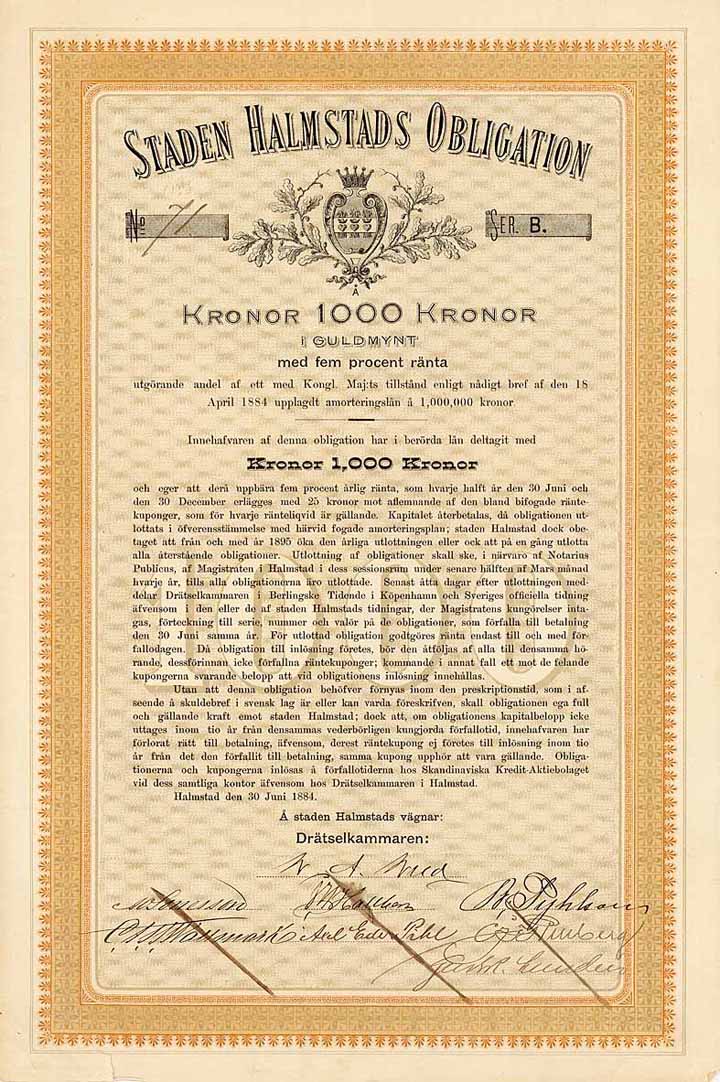 STADEN HALMSTADS OBLIGATION
No 71
SER. B.
Å
KRONOR 1000 KRONOR
I GULDMYNT
med fem procent ränta
utgörande andel af ett med Kongl. Maj:ts tillstånd enligt nådigt bref af den 18
April 1884 upplagdt amorteringslån å 1,000,000 kronor.
Innehafvaren af denna obligation har i berörda lån deltagit med
Kronor 1,000 Kronor
och eger att derå uppbära fem procent årlig ränta, som hvarje halft år den 30 Juni och
den 30 December erlägges med 25 kronor mot aflemnande af den bland bifogade ränte-
kuponger, som för hvarje ränteliqvid är gällande. Kapitalet återbetalas, då obligationen ut-
lottats i öfverensstämmelse med härvid fogade amorteringsplan; staden Halmstad dock obe-
taget att från och med år 1895 öka den årliga utlottningen eller ock att på en gång utlotta
alla återstående obligationer. Utlottning af obligationer skall ske, i närvaro af Notarius
Publicus, af Magistraten i Halmstad i dess sessionsrum under senare hälften af Mars månad
hvarje år, tills alla obligationerna äro utlottade. Senast åtta dagar efter utlottningen med-
delar Drätselkammaren i Berlingske Tidende i Köpenhamn och Sveriges officiella tidning
äfvensom i den eller de af staden Halmstads tidningar, der Magistratens kungörelser inta-
gas, förteckning till serie, nummer och valör på de obligationer, som förfalla till betalning
den 30 Juni samma år. För utlottad obligation godtgöres ränta endast till och med för-
fallodagen. Då obligation till inlösning företes, bör den åtföljas af alla till densamma hö-
rande, dessförinnan icke förfallna räntekuponger; kommande i annat fall ett mot de felande
kupongerna svarande belopp att vid obligationens inlösning innehållas.
Utan att denna obligation behöfver förnyas inom den preskriptionstid, som i af-
seende å skuldebref i svensk lag är eller kan varda föreskrifven, skall obligationen ega full
och gällande kraft emot staden Halmstad; dock att, om obligationens kapitalbelopp icke
uttages inom tio år från densammas vederbörligen kungjorda förfallotid, innehafvaren har
förlorat rätt till betalning, äfvensom, derest räntekupong ej företes till inlösning inom tio
år från det den förfallit till betalning, samma kupong upphör att vara gällande. Obliga-
tionerna och kupongerna inlösas å förfallotiderna hos Skandinaviska Kredit-Aktiebolaget
vid dess samtliga kontor äfvensom hos Drätselkammaren i Halmstad.
Halmstad den 30 Juni 1884.
Å staden Halmstads vägnar:
Drätselkammaren: